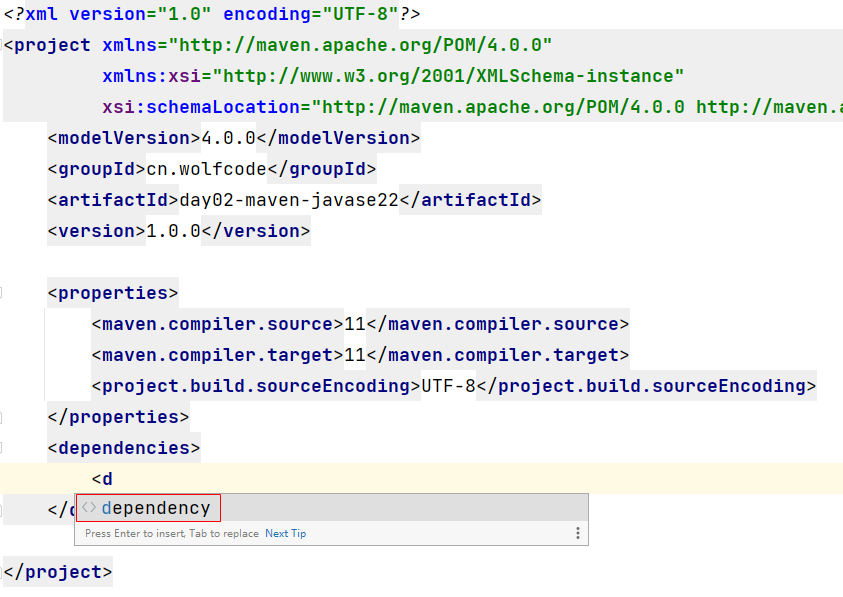 <?xml version="1.0" encoding="UTF-8"?>
<project xmlns="http://maven.apache.org/POM/4.0.0"
xmlns:xsi="http://www.w3.org/2001/XMLSchema-instance"
xsi:schemaLocation="http://maven.apache.org/POM/4.0.0 http://maven.a
<modelVersion>4.0.0</modelVersion>
<groupId>cn.wolfcode</groupId>
<artifactId>day02-maven-javase22</artifactId>
<version>1.0.0</version>
<properties>
<maven.compiler.source>11</maven.compiler.source>
<maven.compiler.target>11</maven.compiler.target>
<project.build.sourceEncoding>UTF-8</project.build.sourceEncoding>
</properties>
<dependencies>
<d
</d
<> dependency
Press Enter to insert, Tab to replace Next Tip
</project>